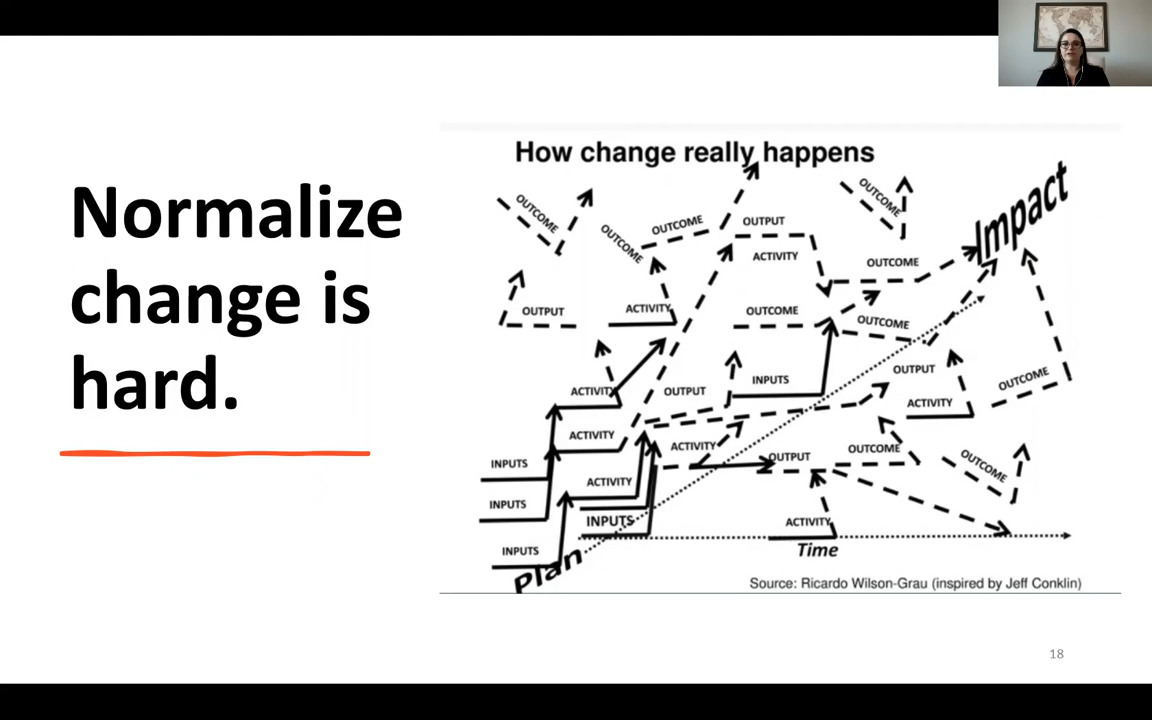 Normalize
change is
hard.
How change really happens
OUTCOME
OUTCOME
OUTCOME
OUTPUT
ACTIVITY
OUTCOME
OUTCOME
Impact
OUTPUT
ACTIVITY
OUTCOME
OUTCOME
ACTIVITY
OUTPUT
INPUTS
OUTPUT
ACTIVITY
OUTCOME
ACTIVITY
ACTIVITY
OUTPUT
OUTCOME
OUTCOME
INPUTS
INPUTS
ACTIVITY
INPUTS
ACTIVITY
INPUTS
Plan
Time
Source: Ricardo Wilson-Grau (inspired by Jeff Conklin)
18